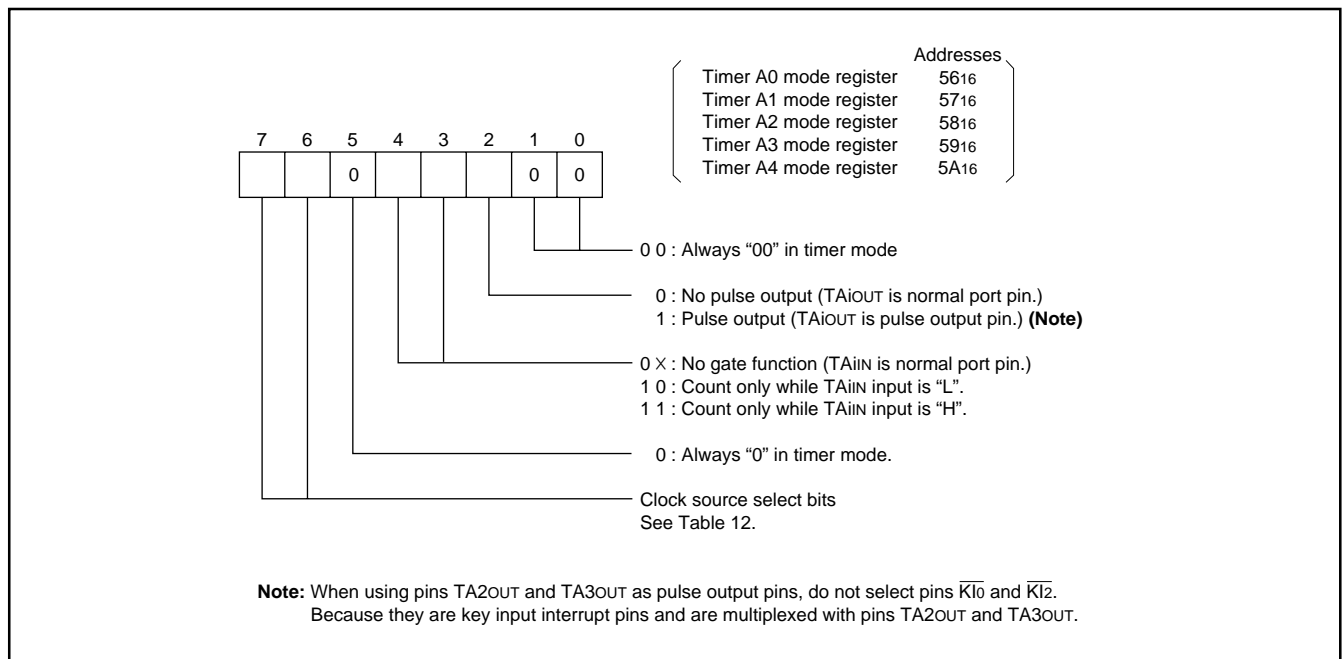 Addresses
Timer A0 mode register 5616
Timer A1 mode register 5716
Timer A2 mode register 5816
Timer A3 mode register 5916
Timer A4 mode register 5A16
7 6 5 4 3 2 1 0
0 0 0
0 0 : Always “00” in timer mode
0 : No pulse output (TAiOUT is normal port pin.)
1 : Pulse output (TAiOUT is pulse output pin.) (Note)
0 × : No gate function (TAiIN is normal port pin.)
1 0 : Count only while TAiIN input is “L”.
1 1 : Count only while TAiIN input is “H”.
0 : Always “0” in timer mode.
Clock source select bits
See Table 12.
Note: When using pins TA2OUT and TA3OUT as pulse output pins, do not select pins K̅I̅0 and K̅I̅2.
Because they are key input interrupt pins and are multiplexed with pins TA2OUT and TA3OUT.